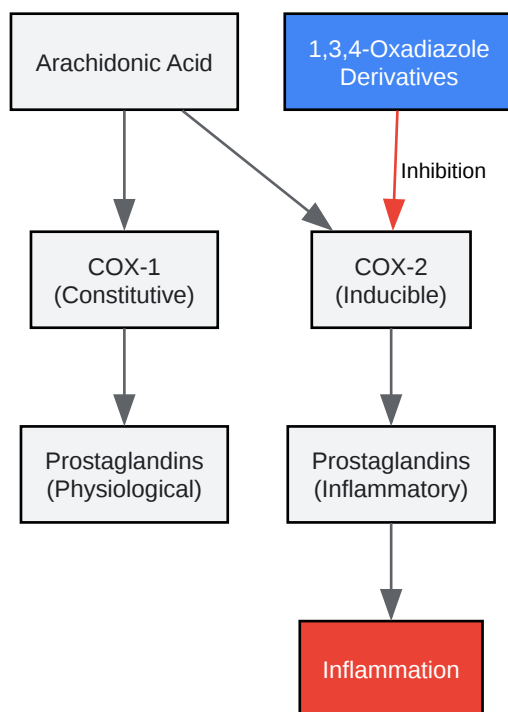 Arachidonic Acid
1,3,4-Oxadiazole
Derivatives
Inhibition
COX-1
(Constitutive)
COX-2
(Inducible)
Prostaglandins
(Physiological)
Prostaglandins
(Inflammatory)
Inflammation